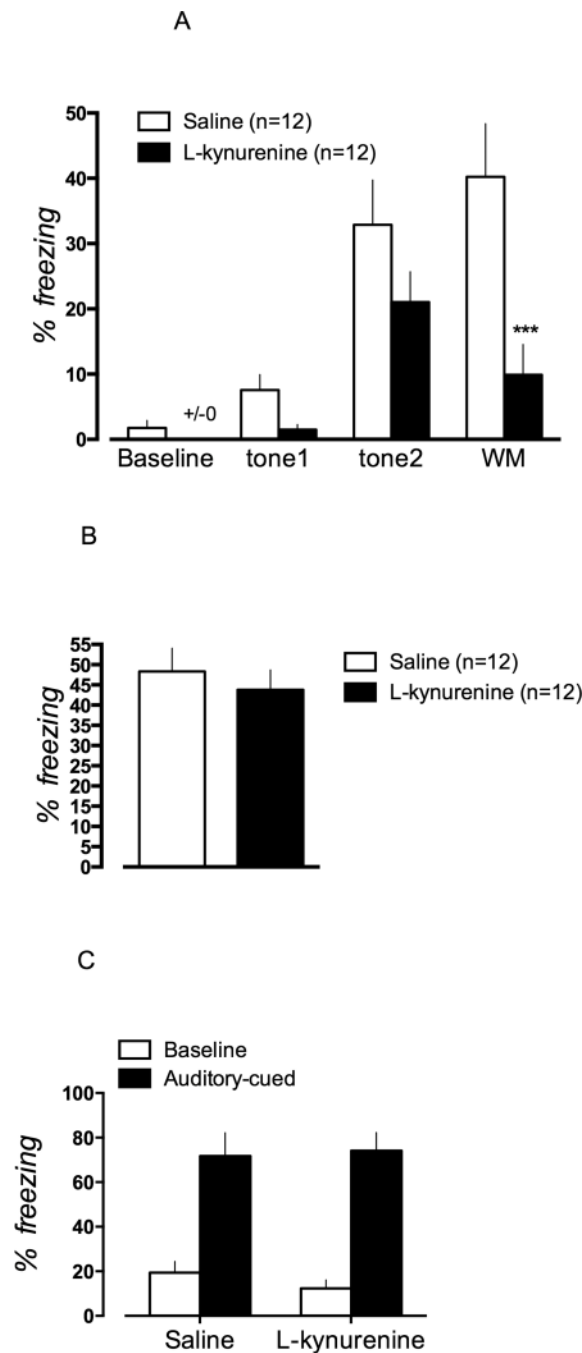 A
50
40
30
20
10
0
% freezing
Saline (n=12)
L-kynurenine (n=12)
+/-0
***
Baseline tone1 tone2 WM
B
55
50
45
40
35
30
25
20
15
10
5
0
% freezing
Saline (n=12)
L-kynurenine (n=12)
C
Baseline
Auditory-cued
100
80
60
40
20
0
% freezing
Saline L-kynurenine